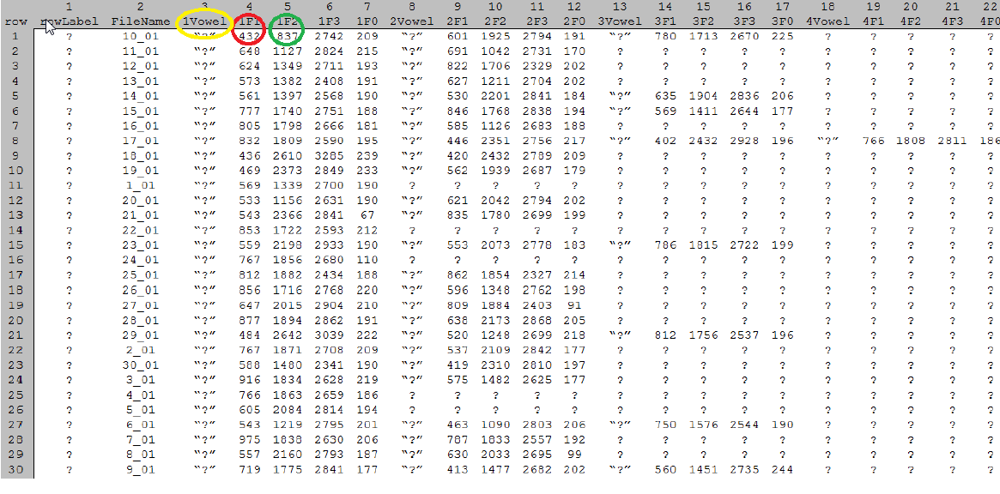 1 2 3 4 5 6 7 8 9 10 11 12 13 14 15 16 17 18 19 20 21 22
row rowLabel FileName 1Vowel 1F1 1F2 1F3 1F0 2Vowel 2F1 2F2 2F3 2F0 3Vowel 3F1 3F2 3F3 3F0 4Vowel 4F1 4F2 4F3 4F0
1 ? 10_01 “?” 432 837 2742 209 “?” 601 1925 2794 191 “?” 780 1713 2670 225 ? ? ? ? ?
2 ? 11_01 “?” 648 1127 2824 215 “?” 691 1042 2731 170 ? ? ? ? ? ? ? ? ? ?
3 ? 12_01 “?” 624 1349 2711 193 “?” 822 1706 2329 202 ? ? ? ? ? ? ? ? ? ?
4 ? 13_01 “?” 573 1382 2408 191 “?” 627 1211 2704 202 ? ? ? ? ? ? ? ? ? ?
5 ? 14_01 “?” 561 1397 2568 190 “?” 530 2201 2841 184 “?” 635 1904 2836 206 ? ? ? ? ?
6 ? 15_01 “?” 777 1740 2751 188 “?” 846 1768 2838 194 “?” 569 1411 2644 177 ? ? ? ? ?
7 ? 16_01 “?” 805 1798 2666 181 “?” 585 1126 2683 188 ? ? ? ? ? ? ? ? ? ?
8 ? 17_01 “?” 832 1809 2590 195 “?” 446 2351 2756 217 “?” 402 2432 2928 196 “?” 766 1808 2811 186
9 ? 18_01 “?” 436 2610 3285 239 “?” 420 2432 2789 209 ? ? ? ? ? ? ? ? ? ?
10 ? 19_01 “?” 469 2373 2849 233 “?” 562 1939 2687 179 ? ? ? ? ? ? ? ? ? ?
11 ? 1_01 “?” 569 1339 2700 190 ? ? ? ? ? ? ? ? ? ? ? ? ? ? ?
12 ? 20_01 “?” 533 1156 2631 190 “?” 621 2042 2794 202 ? ? ? ? ? ? ? ? ? ?
13 ? 21_01 “?” 543 2366 2841 67 “?” 835 1780 2699 199 ? ? ? ? ? ? ? ? ? ?
14 ? 22_01 “?” 853 1722 2593 212 ? ? ? ? ? ? ? ? ? ? ? ? ? ? ?
15 ? 23_01 “?” 559 2198 2933 190 “?” 553 2073 2778 183 “?” 786 1815 2722 199 ? ? ? ? ?
16 ? 24_01 “?” 767 1856 2680 110 ? ? ? ? ? ? ? ? ? ? ? ? ? ? ?
17 ? 25_01 “?” 812 1882 2434 188 “?” 862 1854 2327 214 ? ? ? ? ? ? ? ? ? ?
18 ? 26_01 “?” 856 1716 2768 220 “?” 596 1348 2762 198 ? ? ? ? ? ? ? ? ? ?
19 ? 27_01 “?” 647 2015 2904 210 “?” 809 1884 2403 91 ? ? ? ? ? ? ? ? ? ?
20 ? 28_01 “?” 877 1894 2862 191 “?” 638 2173 2868 205 ? ? ? ? ? ? ? ? ? ?
21 ? 29_01 “?” 484 2642 3039 222 “?” 520 1248 2699 218 “?” 812 1756 2537 196 ? ? ? ? ?
22 ? 2_01 “?” 767 1871 2708 209 “?” 537 2109 2842 177 ? ? ? ? ? ? ? ? ? ?
23 ? 30_01 “?” 588 1480 2341 190 “?” 419 2310 2810 197 ? ? ? ? ? ? ? ? ? ?
24 ? 3_01 “?” 916 1834 2628 219 “?” 575 1482 2625 177 ? ? ? ? ? ? ? ? ? ?
25 ? 4_01 “?” 766 1863 2659 186 ? ? ? ? ? ? ? ? ? ? ? ? ? ? ?
26 ? 5_01 “?” 605 2084 2814 194 ? ? ? ? ? ? ? ? ? ? ? ? ? ? ?
27 ? 6_01 “?” 543 1219 2795 201 “?” 463 1090 2803 206 “?” 750 1576 2544 190 ? ? ? ? ?
28 ? 7_01 “?” 975 1838 2630 206 “?” 787 1833 2557 192 ? ? ? ? ? ? ? ? ? ?
29 ? 8_01 “?” 557 2160 2793 187 “?” 630 2033 2695 99 ? ? ? ? ? ? ? ? ? ?
30 ? 9_01 “?” 719 1775 2841 177 “?” 413 1477 2682 202 “?” 560 1451 2735 244 ? ? ? ? ?